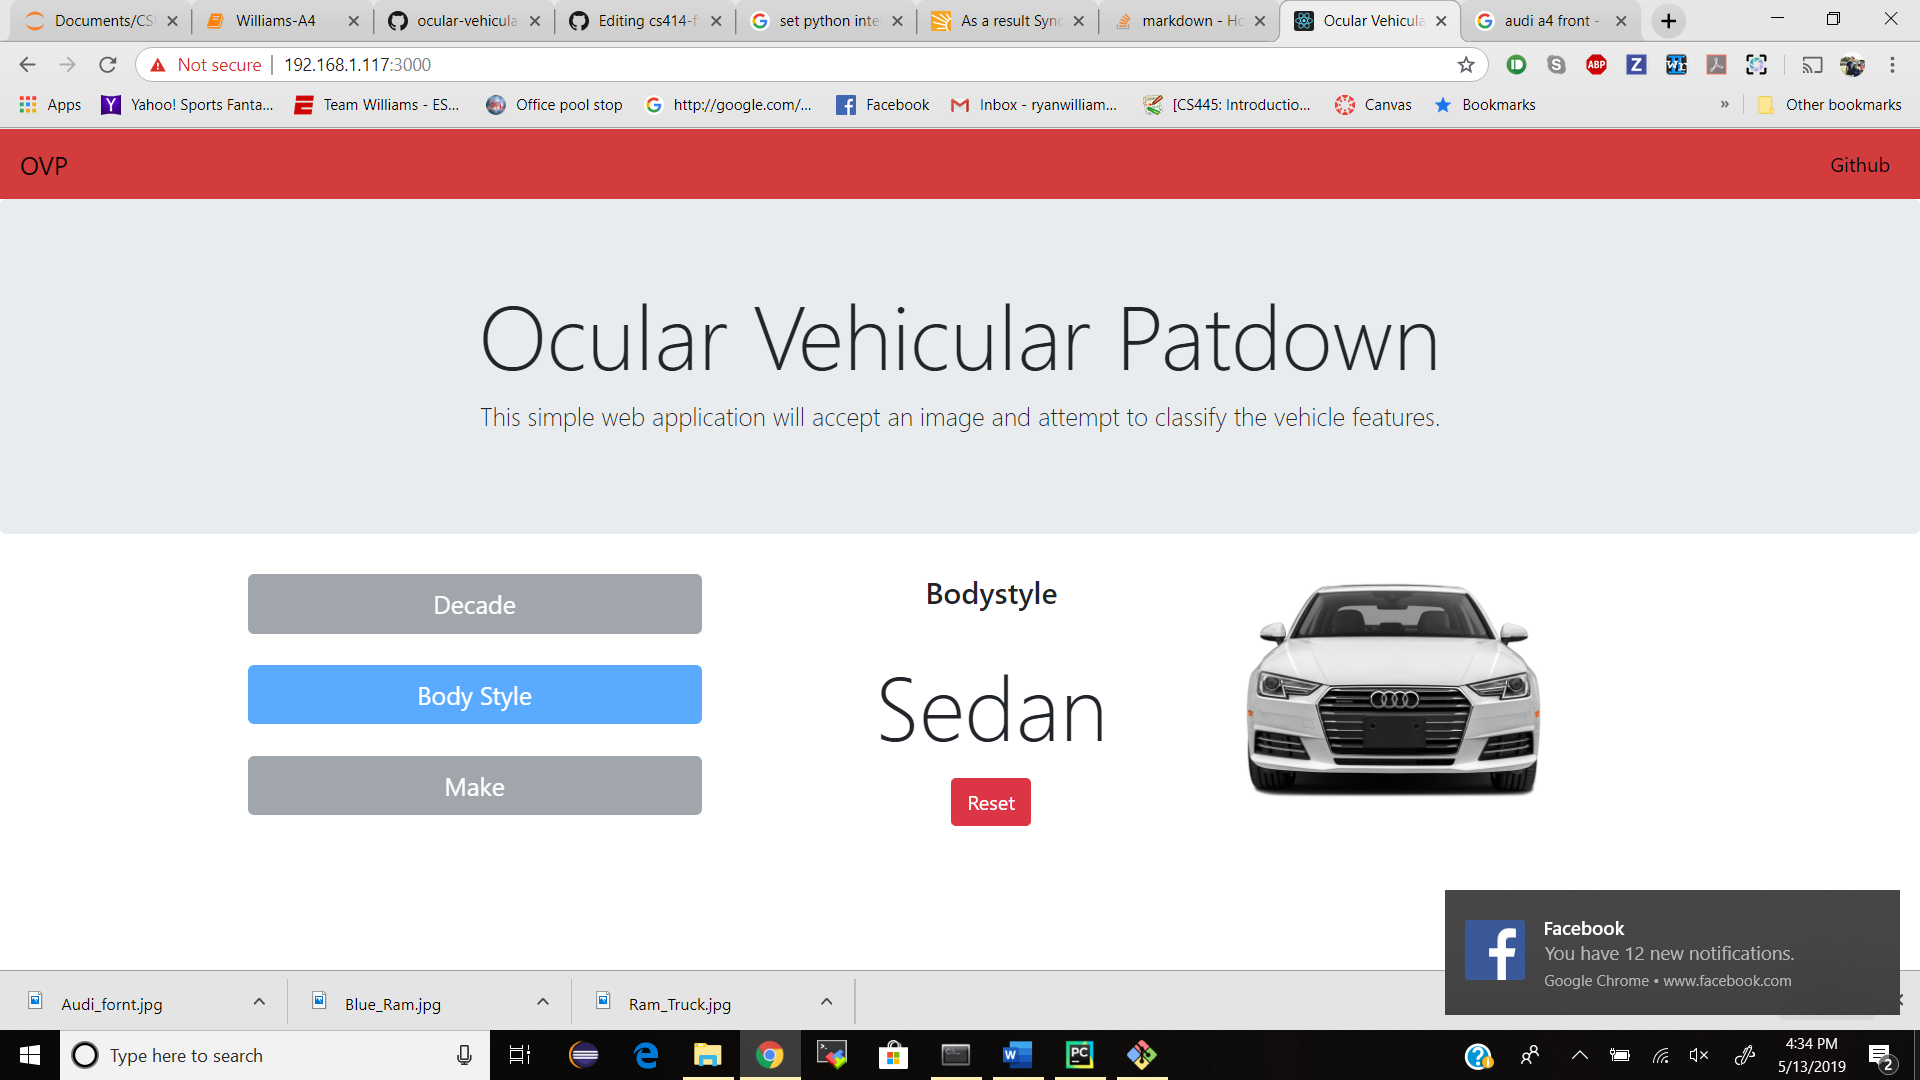 Documents/CS
Williams-A4
ocular-vehicula
Editing cs414-f
set python inte
As a result Sync
markdown - Ho
Ocular Vehicula
audi a4 front -
Not secure
192.168.1.117:3000
ABP
Apps
Yahoo! Sports Fanta...
Team Williams - ES...
Office pool stop
http://google.com/...
Facebook
Inbox - ryanwilliam...
[CS445: Introductio...
Canvas
Bookmarks
»
Other bookmarks
OVP
Github
Ocular Vehicular Patdown
This simple web application will accept an image and attempt to classify the vehicle features.
Decade
Body Style
Make
Bodystyle
Sedan
Reset
Facebook
You have 12 new notifications.
Google Chrome • www.facebook.com
Audi_fornt.jpg
Blue_Ram.jpg
Ram_Truck.jpg
Type here to search
PC
4:34 PM
5/13/2019
2